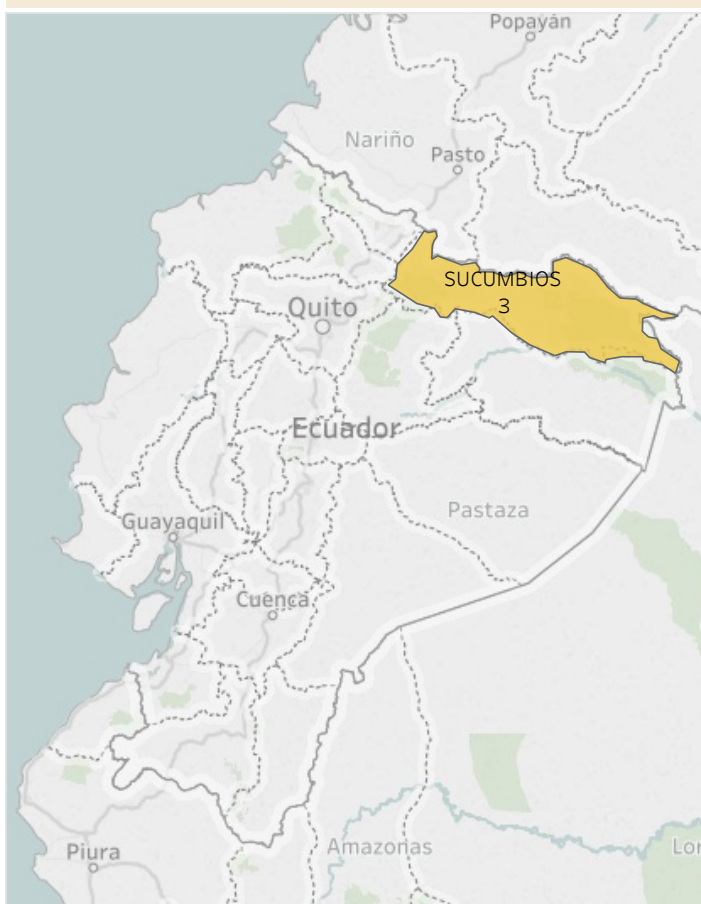 Popayán
Nariño
Pasto
SUCUMBIOS
3
Quito
Ecuador
Pastaza
Guayaquil
Cuenca
Amazonas
Piura